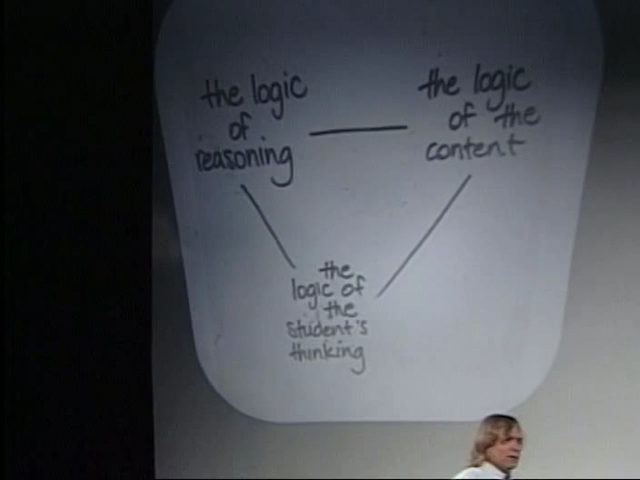 the logic
of
reasoning
the logic
of the
content
the
logic of
the
student's
thinking